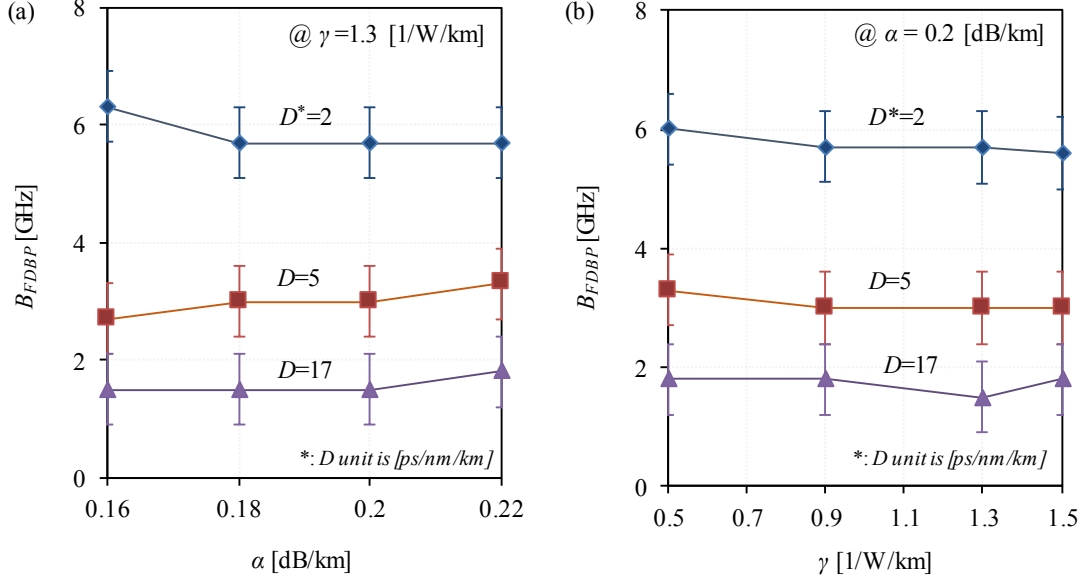 (a)
@ γ =1.3 [1/W/km]
D*=2
D=5
D=17
*: D unit is [ps/nm/km]
8
6
4
2
0
0.16 0.18 0.2 0.22
B_FDBP [GHz]
α [dB/km]
(b)
@ α = 0.2 [dB/km]
D*=2
D=5
D=17
*: D unit is [ps/nm/km]
8
6
4
2
0
0.5 0.7 0.9 1.1 1.3 1.5
B_FDBP [GHz]
γ [1/W/km]